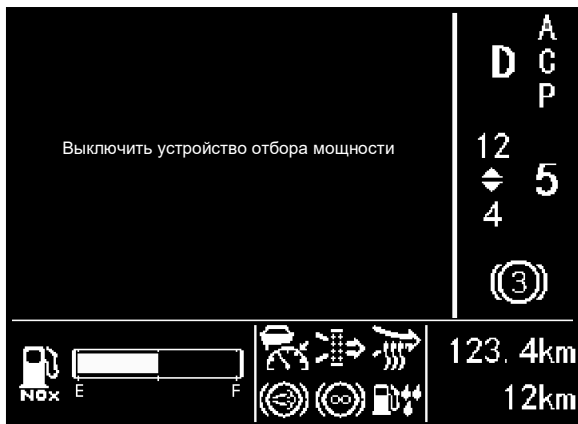 A
D C
P
Выключить устройство отбора мощности
12
5
4
3
NOx
E F
123. 4km
12km